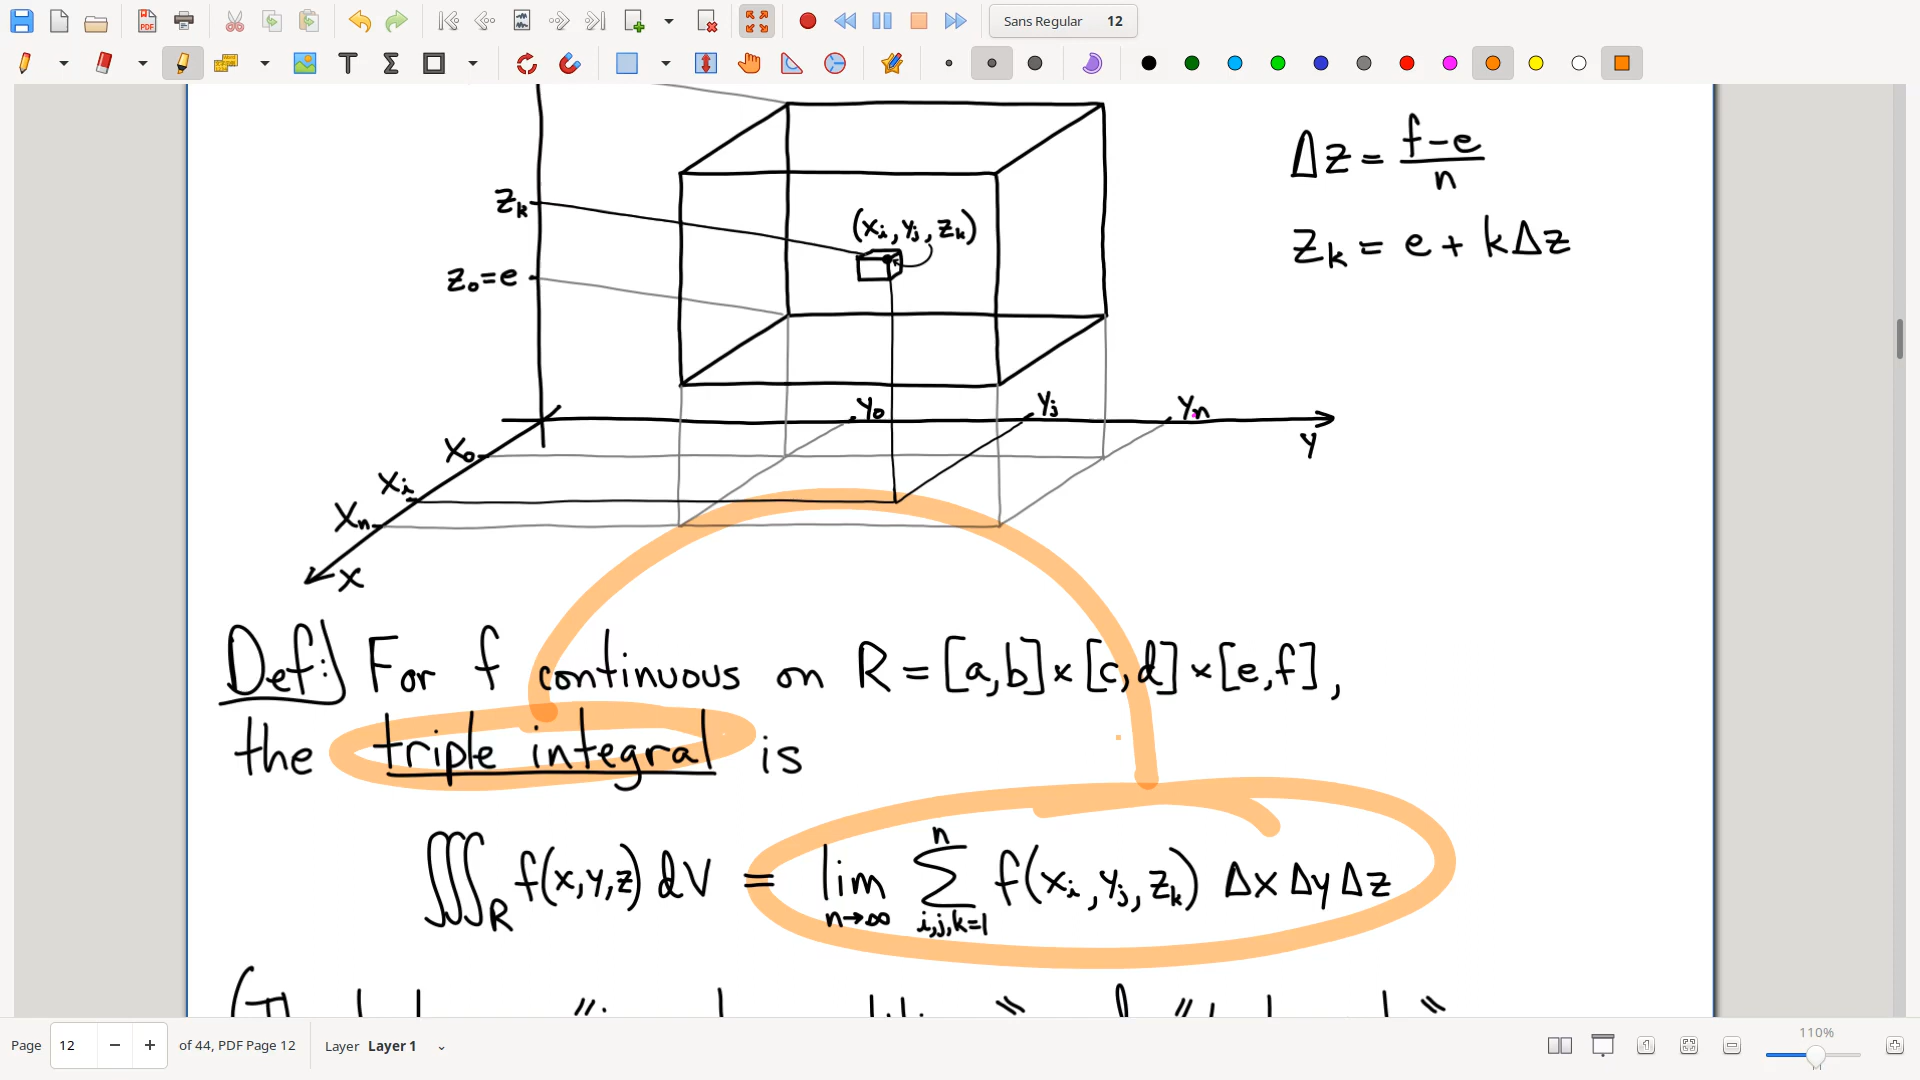 Sans Regular 12
Δz = f-e / n
z_k
(x_i, y_j, z_k)
z_k = e + kΔz
z_0 = e
y_0 y_j y_n
y
x_0
x_i
x_n
x
Def: For f continuous on R = [a,b] × [c,d] × [e,f],
the triple integral is
∭_R f(x,y,z) dV = lim_{n→∞} Σ_{i,j,k=1}^{n} f(x_i, y_j, z_k) Δx Δy Δz
110%
Page 12 of 44, PDF Page 12 Layer Layer 1